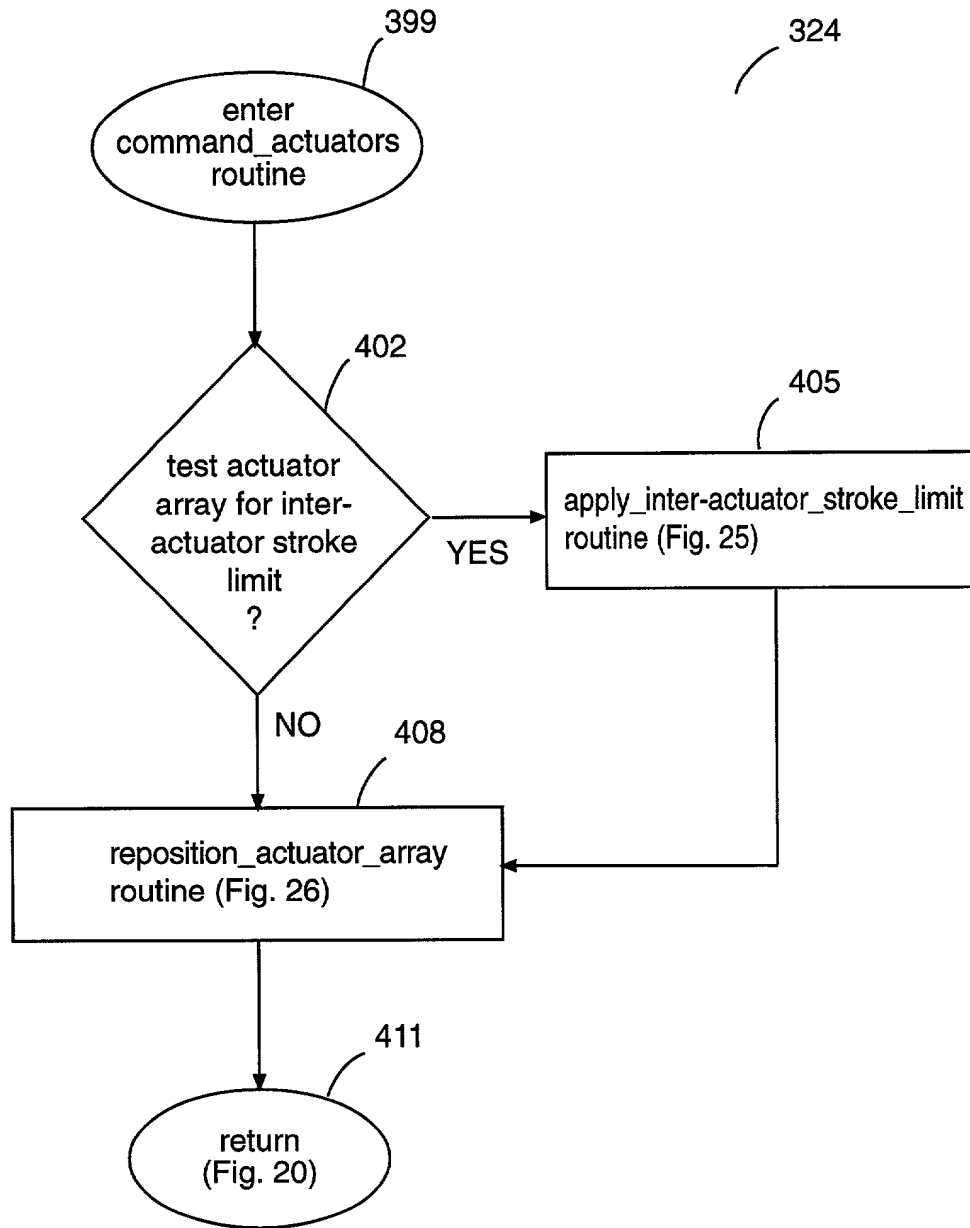 399
324
enter
command_actuators
routine
402
test actuator
array for inter-
actuator stroke
limit
?
YES
405
apply_inter-actuator_stroke_limit
routine (Fig. 25)
NO
408
reposition_actuator_array
routine (Fig. 26)
411
return
(Fig. 20)